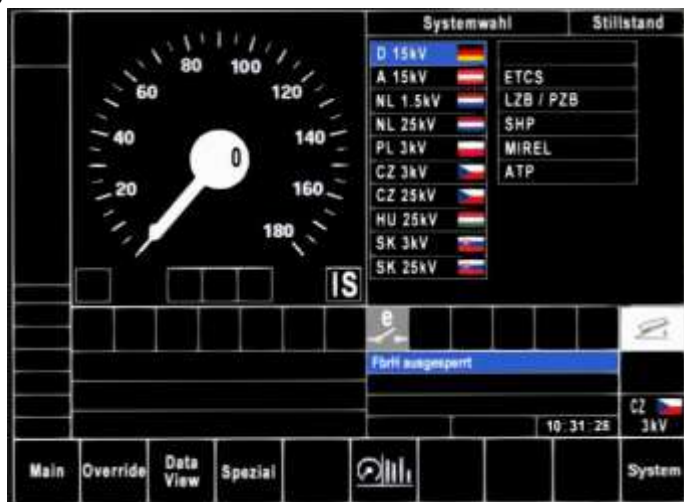 Systemwahl Stillstand
80 100
60 120
40 140
20 160
180
0
IS
D 15kV
A 15kV
NL 1.5kV
NL 25kV
PL 3kV
CZ 3kV
CZ 25kV
HU 25kV
SK 3kV
SK 25kV
ETCS
LZB / PZB
SHP
MIREL
ATP
e
FbrH ausgesperrt
10:31:28
CZ
3kV
Main Override Data View Spezial System